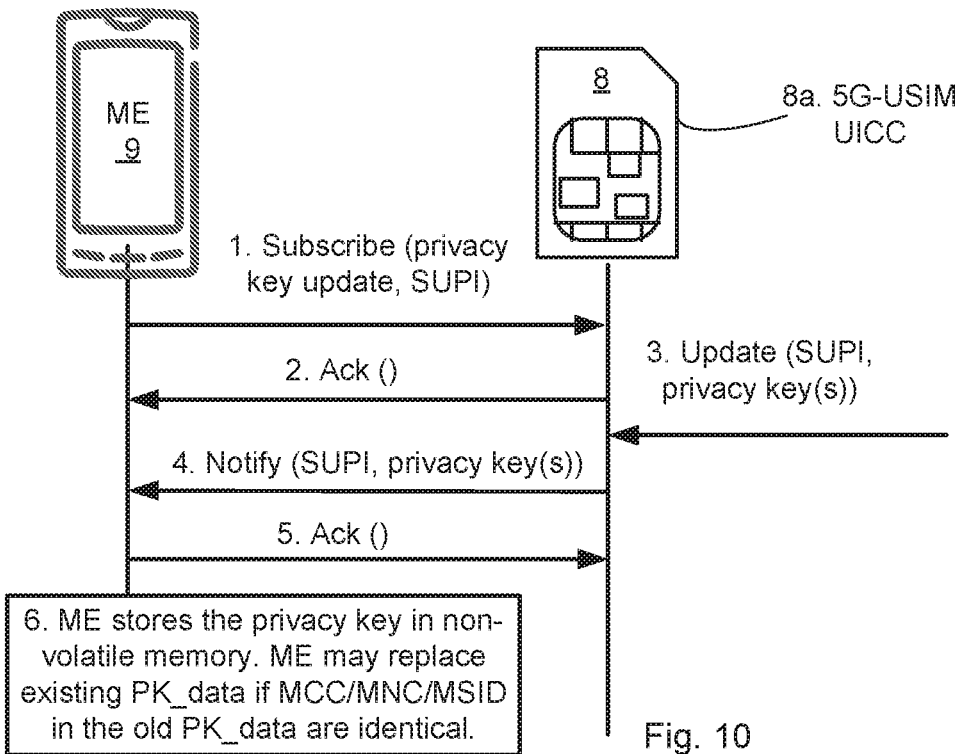 ME
9
8
8a. 5G-USIM
UICC
1. Subscribe (privacy
key update, SUPI)
2. Ack ()
3. Update (SUPI,
privacy key(s))
4. Notify (SUPI, privacy key(s))
5. Ack ()
6. ME stores the privacy key in non-
volatile memory. ME may replace
existing PK_data if MCC/MNC/MSID
in the old PK_data are identical.
Fig. 10